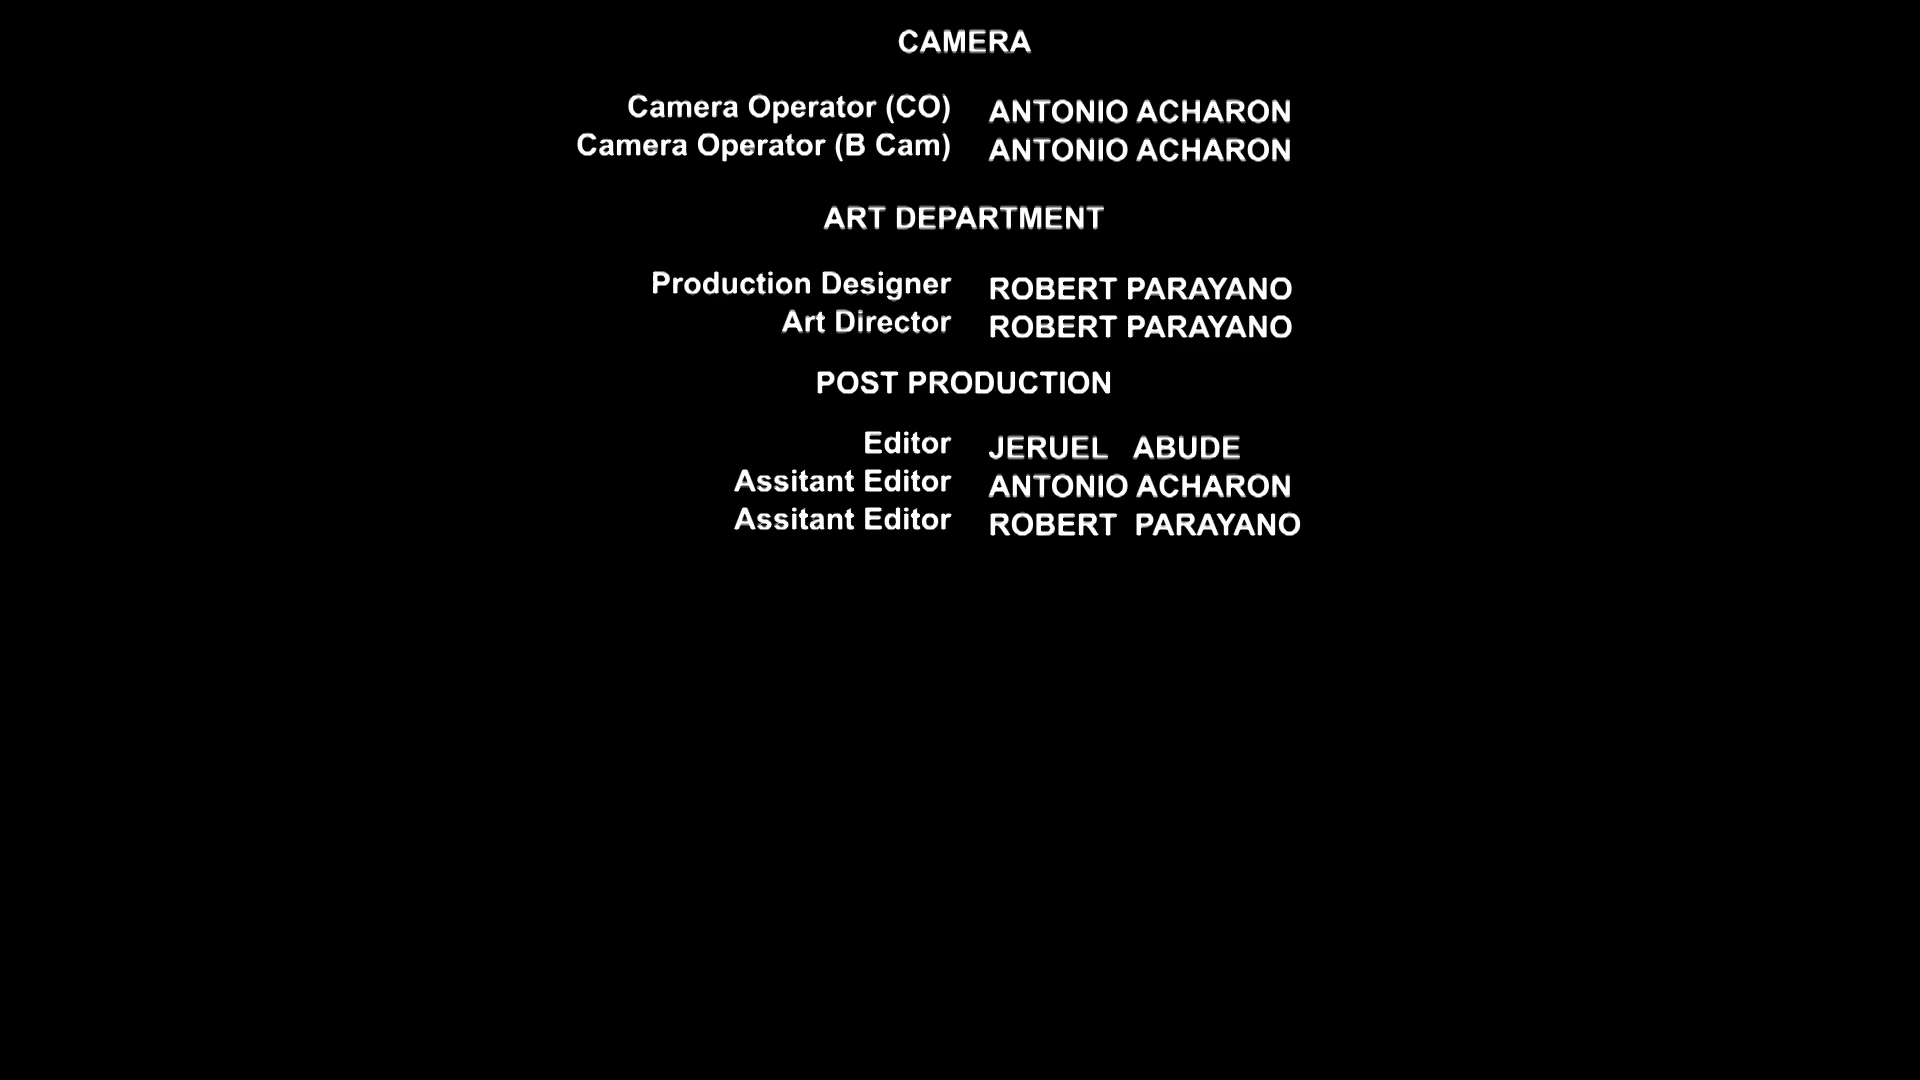 CAMERA
Camera Operator (CO) ANTONIO ACHARON
Camera Operator (B Cam) ANTONIO ACHARON
ART DEPARTMENT
Production Designer ROBERT PARAYANO
Art Director ROBERT PARAYANO
POST PRODUCTION
Editor JERUEL ABUDE
Assitant Editor ANTONIO ACHARON
Assitant Editor ROBERT PARAYANO